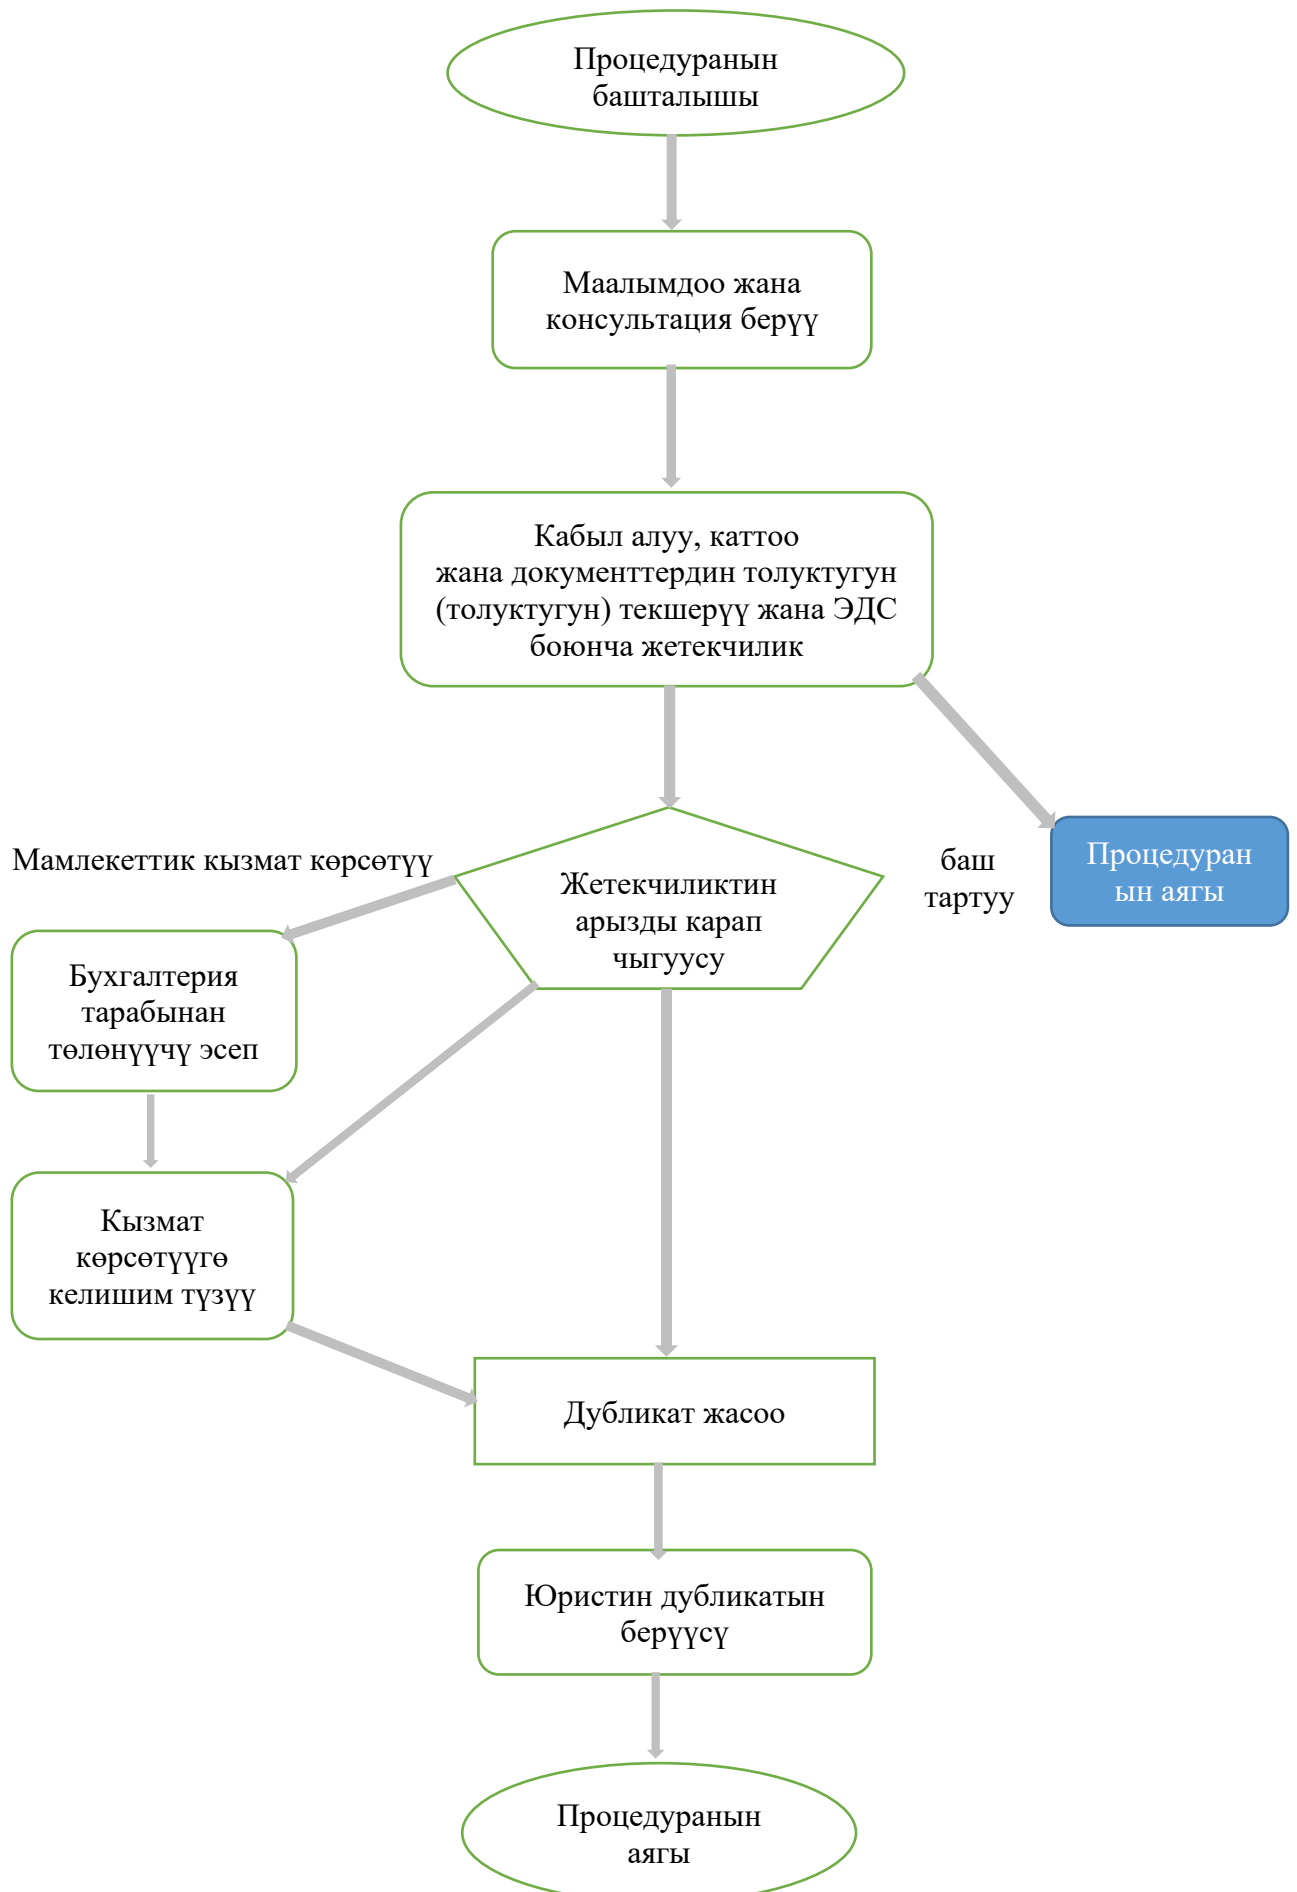 Процедуранын
башталышы
Маалымдоо жана
консультация берүү
Кабыл алуу, каттоо
жана документтердин толуктугун
(толуктугун) текшерүү жана ЭДС
боюнча жетекчилик
Мамлекеттик кызмат көрсөтүү
Жетекчиликтин
арызды карап
чыгуусу
баш
тартуу
Процедуран
ын аягы
Бухгалтерия
тарабынан
төлөнүүчү эсеп
Кызмат
көрсөтүүгө
келишим түзүү
Дубликат жасоо
Юристин дубликатын
берүүсү
Процедуранын
аягы